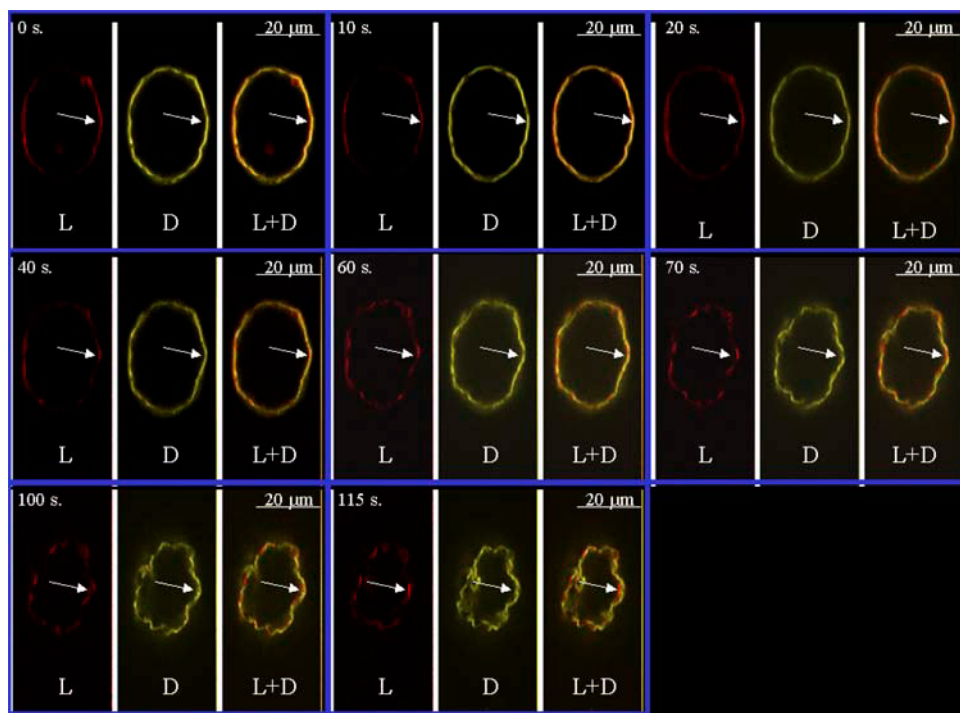 0 s. 20 µm
L D L+D
10 s. 20 µm
L D L+D
20 s. 20 µm
L D L+D
40 s. 20 µm
L D L+D
60 s. 20 µm
L D L+D
70 s. 20 µm
L D L+D
100 s. 20 µm
L D L+D
115 s. 20 µm
L D L+D